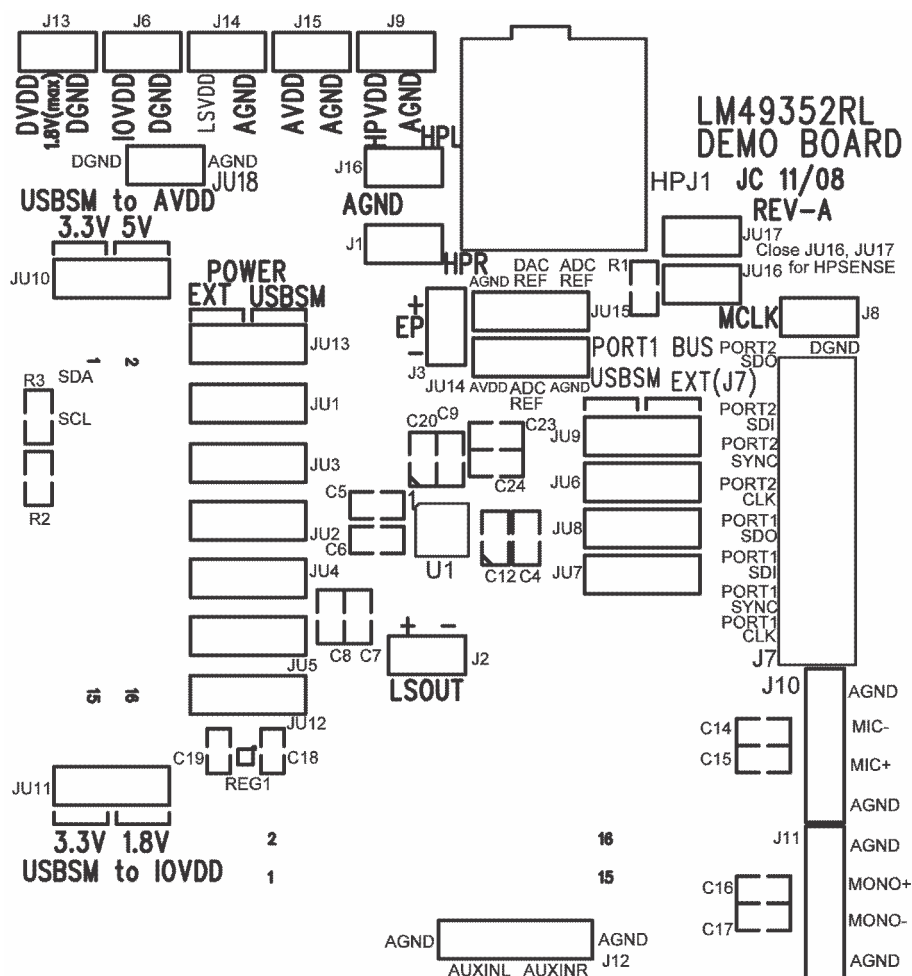 J13 J6 J14 J15 J9
DVDD
1.8V(max)
DGND
IOVDD
DGND
LSVDD
AGND
AVDD
AGND
HPVDD
AGND
HPL
LM49352RL
DEMO BOARD
JC 11/08
REV-A
HPJ1
DGND
AGND
JU18
J16
AGND
USBSM to AVDD
3.3V 5V
JU10
J1
HPR
JU17
Close JU16, JU17
JU16 for HPSENSE
R1
POWER
EXT USBSM
AGND DAC REF ADC REF
JU15
+
EP
-
J3
MCLK
J8
DGND
JU13
JU14
AVDD ADC REF AGND
PORT1 BUS
USBSM EXT(J7)
1 2
R3 SDA
SCL
R2
JU1
JU3
JU2
JU4
JU5
JU12
C20 C9
C23
C24
C5
C6
1
U1
C12 C4
JU9
JU6
JU8
JU7
PORT2
SDO
PORT2
SDI
PORT2
SYNC
PORT2
CLK
PORT1
SDO
PORT1
SDI
PORT1
SYNC
PORT1
CLK
J7
C8 C7
+ -
J2
LSOUT
15 16
C19 C18
REG1
J10
AGND
C14 MIC-
C15 MIC+
AGND
JU11
3.3V 1.8V
USBSM to IOVDD
2 16
1 15
J11
AGND
C16 MONO+
C17 MONO-
AGND
AGND AGND
J12
AUXINL AUXINR